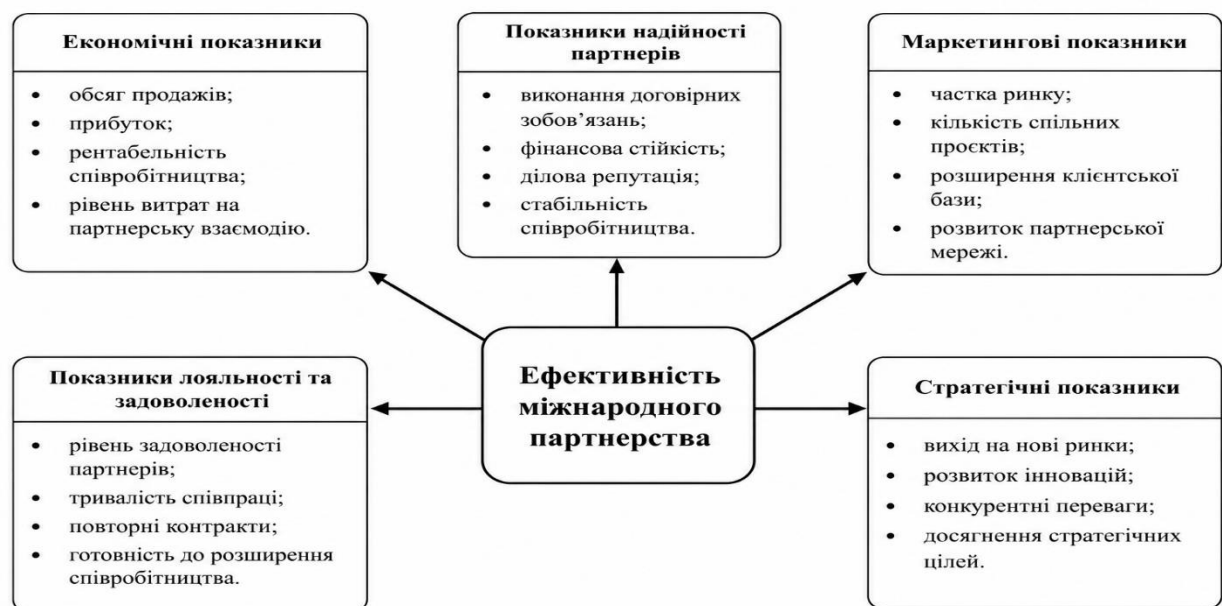 Економічні показники
• обсяг продажів;
• прибуток;
• рентабельність
співробітництва;
• рівень витрат на
партнерську взаємодію.
Показники надійності
партнерів
• виконання договірних
зобов’язань;
• фінансова стійкість;
• ділова репутація;
• стабільність
співробітництва.
Маркетингові показники
• частка ринку;
• кількість спільних
проєктів;
• розширення клієнтської
бази;
• розвиток партнерської
мережі.
Показники лояльності та
задоволеності
• рівень задоволеності
партнерів;
• тривалість співпраці;
• повторні контракти;
• готовність до розширення
співробітництва.
Ефективність
міжнародного
партнерства
Стратегічні показники
• вихід на нові ринки;
• розвиток інновацій;
• конкурентні переваги;
• досягнення стратегічних
цілей.